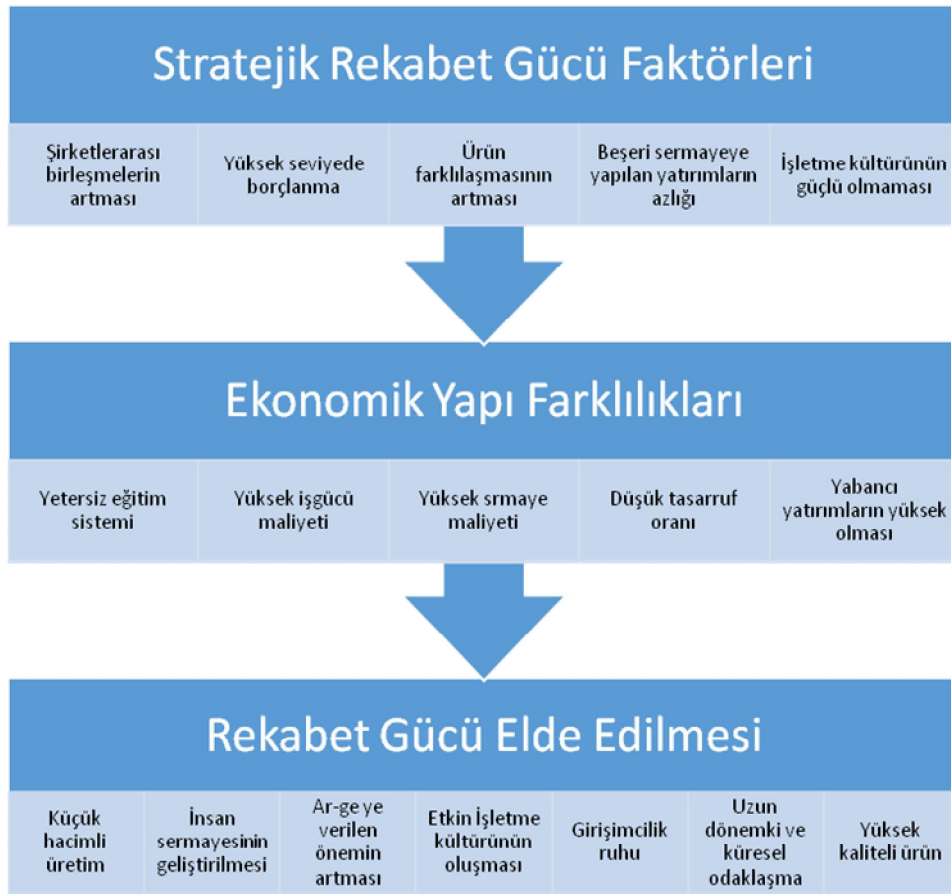 Stratejik Rekabet Gücü Faktörleri
Şirketlerarası
birleşmelerin
artması
Yüksek seviyede
borçlanma
Ürün
farklılaşmasının
artması
Beşeri sermayeye
yapılan yatırımların
azlığı
İşletme kültürünün
güçlü olmaması
Ekonomik Yapı Farklılıkları
Yetersiz eğitim
sistemi
Yüksek işgücü
maliyeti
Yüksek srmaye
maliyeti
Düşük tasarruf
oranı
Yabancı
yatırımların yüksek
olması
Rekabet Gücü Elde Edilmesi
Küçük
hacimli
üretim
İnsan
sermayesinin
geliştirilmesi
Ar-ge ye
verilen
önemin
artması
Etkin İşletme
kültürünün
oluşması
Girişimcilik
ruhu
Uzun
dönemki ve
küresel
odaklaşma
Yüksek
kaliteli ürün